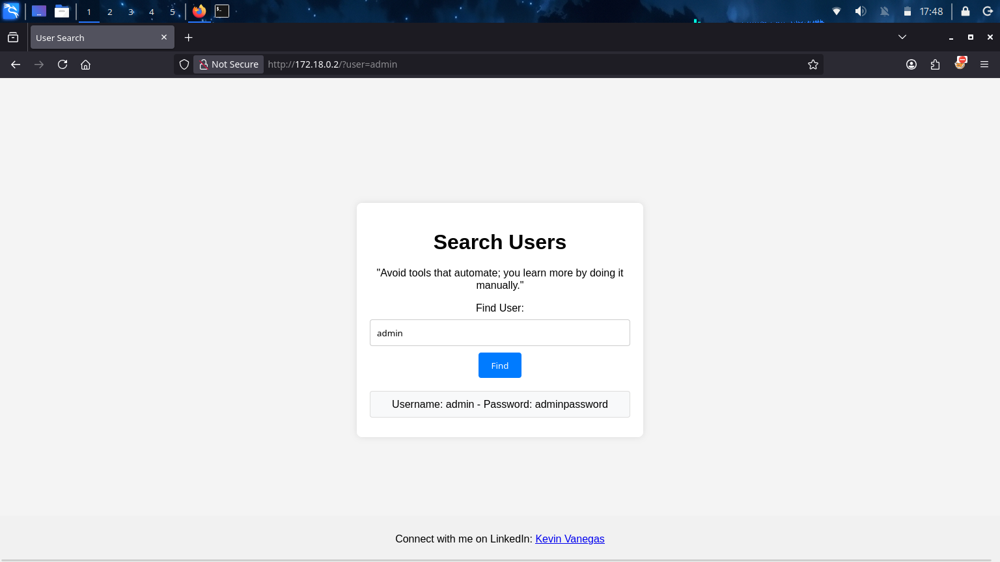 1 2 3 4 5 17:48
User Search
Not Secure http://172.18.0.2/?user=admin
Search Users
"Avoid tools that automate; you learn more by doing it
manually."
Find User:
admin
Find
Username: admin - Password: adminpassword
Connect with me on LinkedIn: Kevin Vanegas